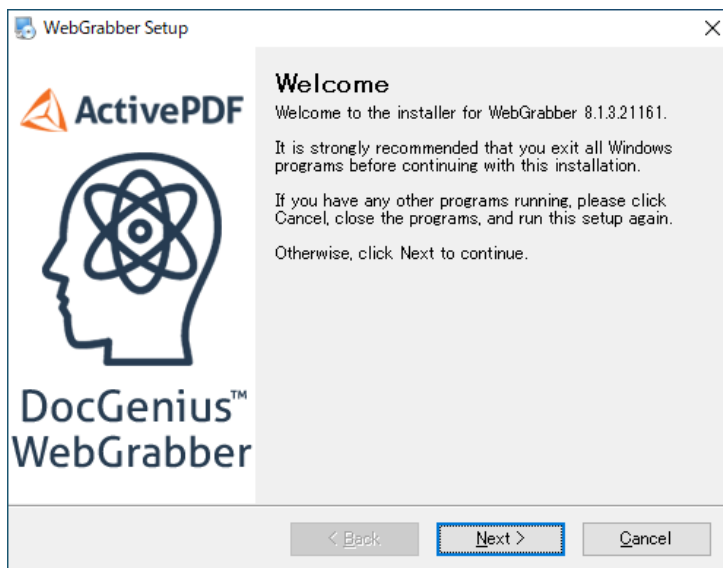 WebGrabber Setup
ActivePDF
DocGenius™
WebGrabber
Welcome
Welcome to the installer for WebGrabber 8.1.3.21161.
It is strongly recommended that you exit all Windows
programs before continuing with this installation.
If you have any other programs running, please click
Cancel, close the programs, and run this setup again.
Otherwise, click Next to continue.
< Back
Next >
Cancel